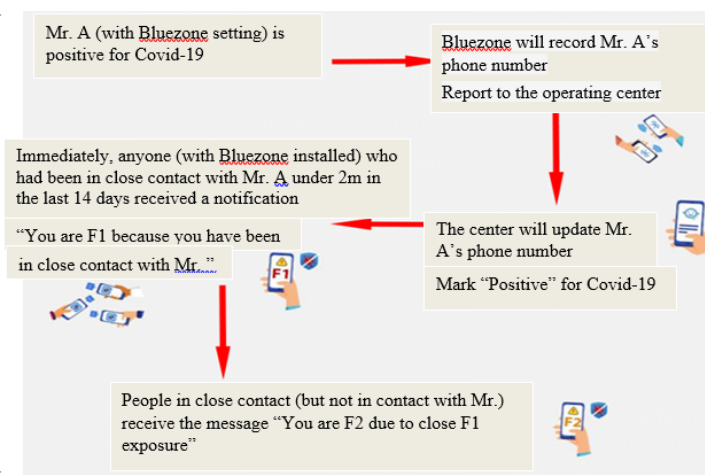 Mr. A (with Bluezone setting) is
positive for Covid-19
Bluezone will record Mr. A's
phone number
Report to the operating center
Immediately, anyone (with Bluezone installed) who
had been in close contact with Mr. A under 2m in
the last 14 days received a notification
"You are F1 because you have been
in close contact with Mr. ”
F1
The center will update Mr.
A's phone number
Mark “Positive” for Covid-19
People in close contact (but not in contact with Mr.)
receive the message “You are F2 due to close F1
exposure”
F2